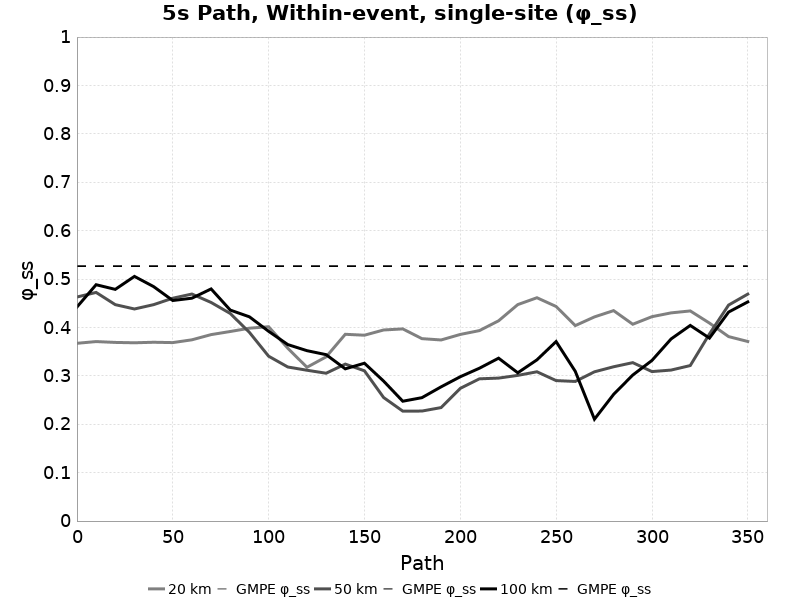 5s Path, Within-event, single-site (φ_ss)
1
0.9
0.8
0.7
0.6
0.5
0.4
0.3
0.2
0.1
0
φ_ss
0 50 100 150 200 250 300 350
Path
20 km GMPE φ_ss 50 km GMPE φ_ss 100 km GMPE φ_ss